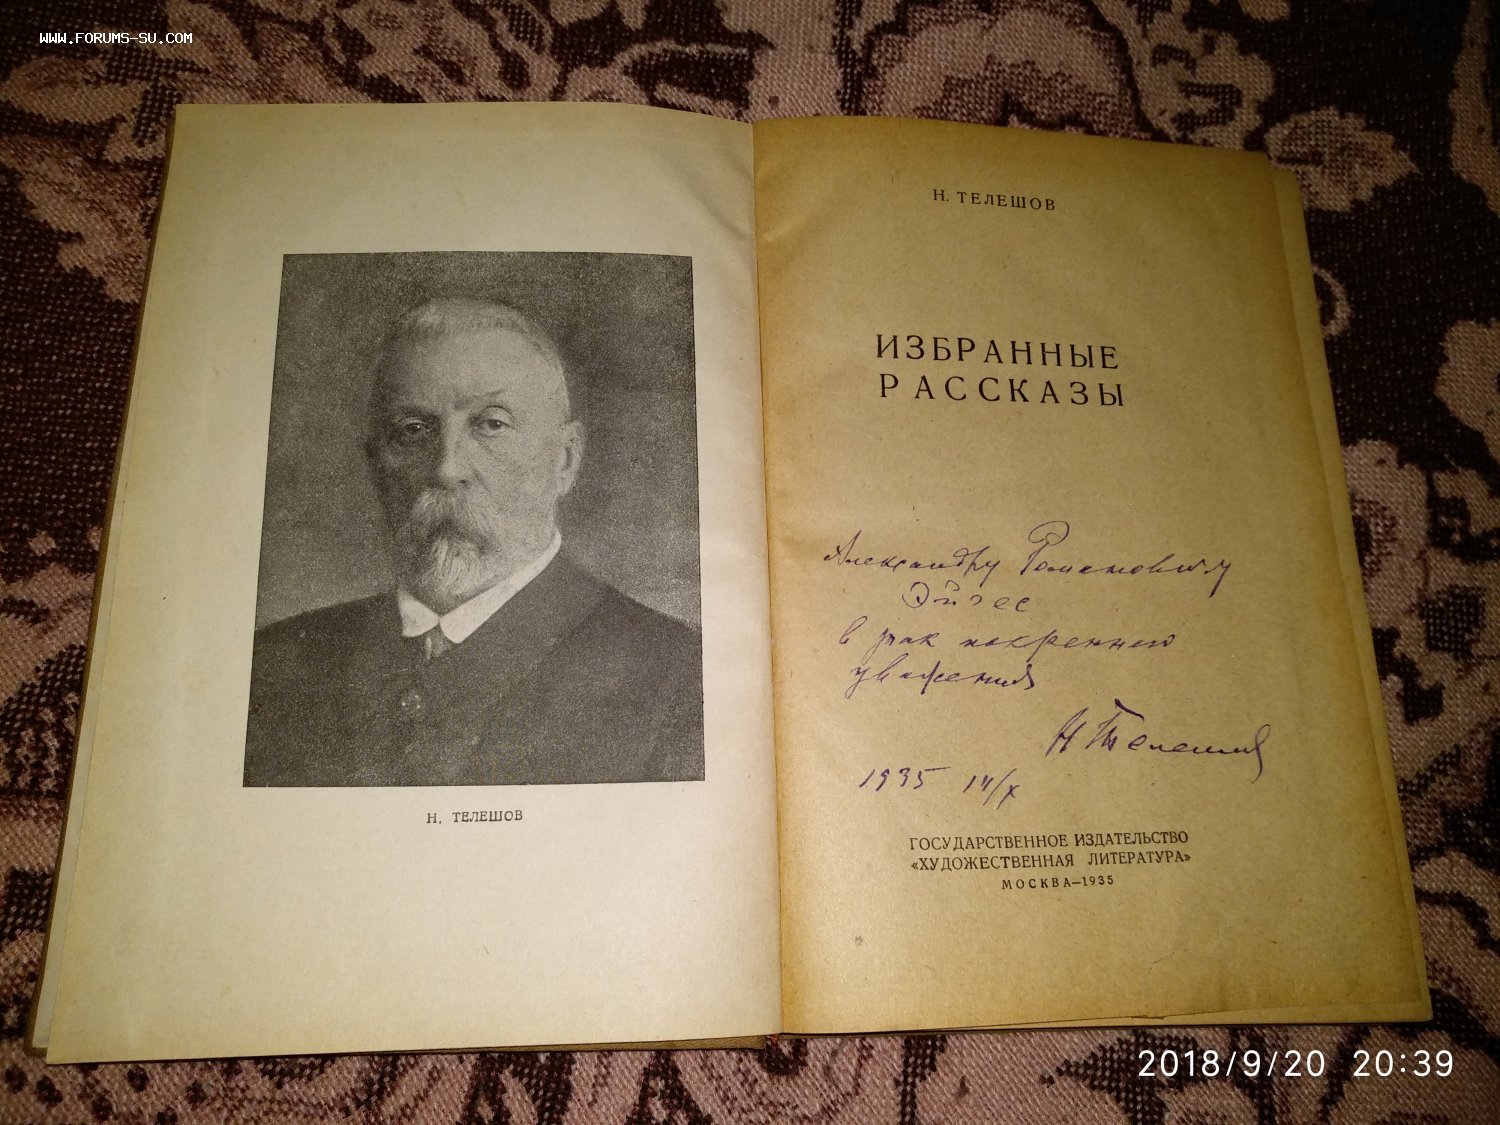 WWW.FORUMS-SU.COM
Н. ТЕЛЕШОВ
Н. ТЕЛЕШОВ
ИЗБРАННЫЕ
РАССКАЗЫ
Александру Романовичу
Эйгес
в знак искреннего
уважения
Н Телешов
1935 14/X
ГОСУДАРСТВЕННОЕ ИЗДАТЕЛЬСТВО
«ХУДОЖЕСТВЕННАЯ ЛИТЕРАТУРА»
МОСКВА—1935
2018/9/20 20:39